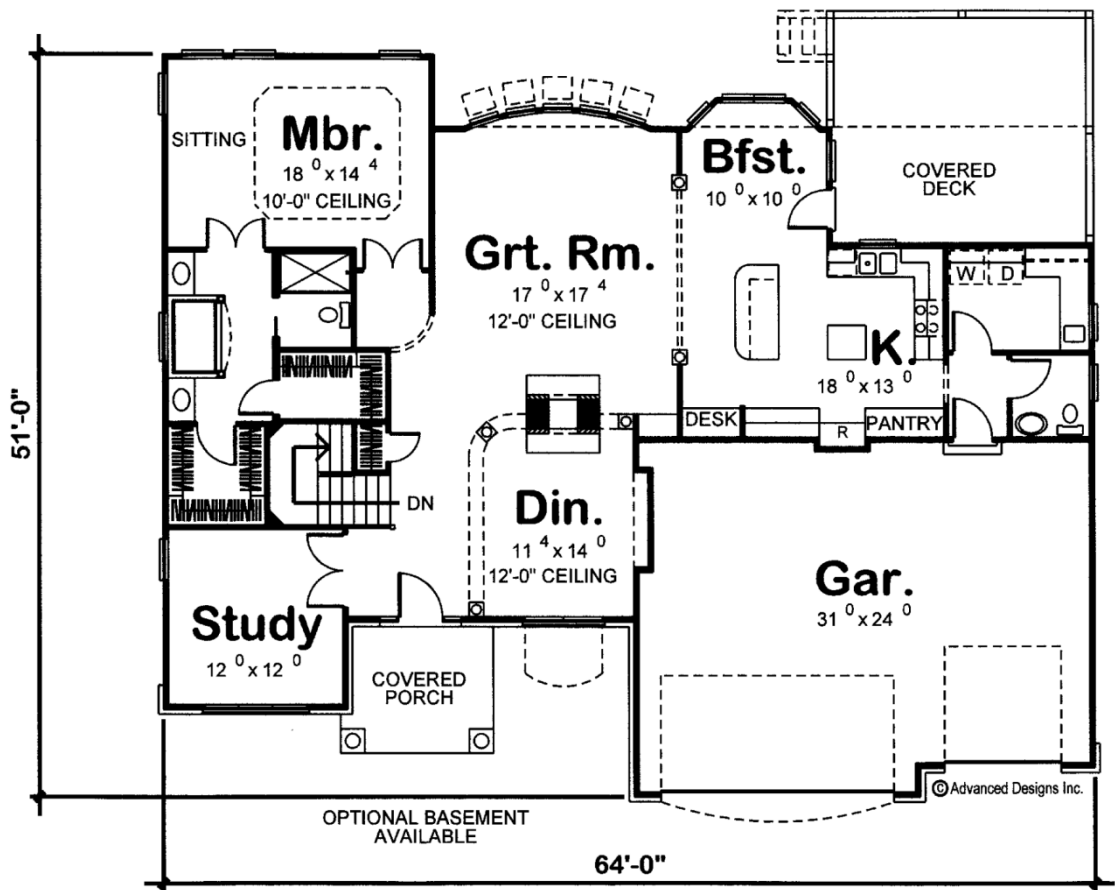 SITTING
Mbr.
18 0 x 14 4
10'-0" CEILING
Bfst.
10 0 x 10 0
COVERED
DECK
Grt. Rm.
17 0 x 17 4
12'-0" CEILING
W D
K.
18 0 x 13 0
51'-0"
DESK
R
PANTRY
DN
Din.
11 4 x 14 0
12'-0" CEILING
Gar.
31 0 x 24 0
Study
12 0 x 12 0
COVERED
PORCH
© Advanced Designs Inc.
OPTIONAL BASEMENT
AVAILABLE
64'-0"